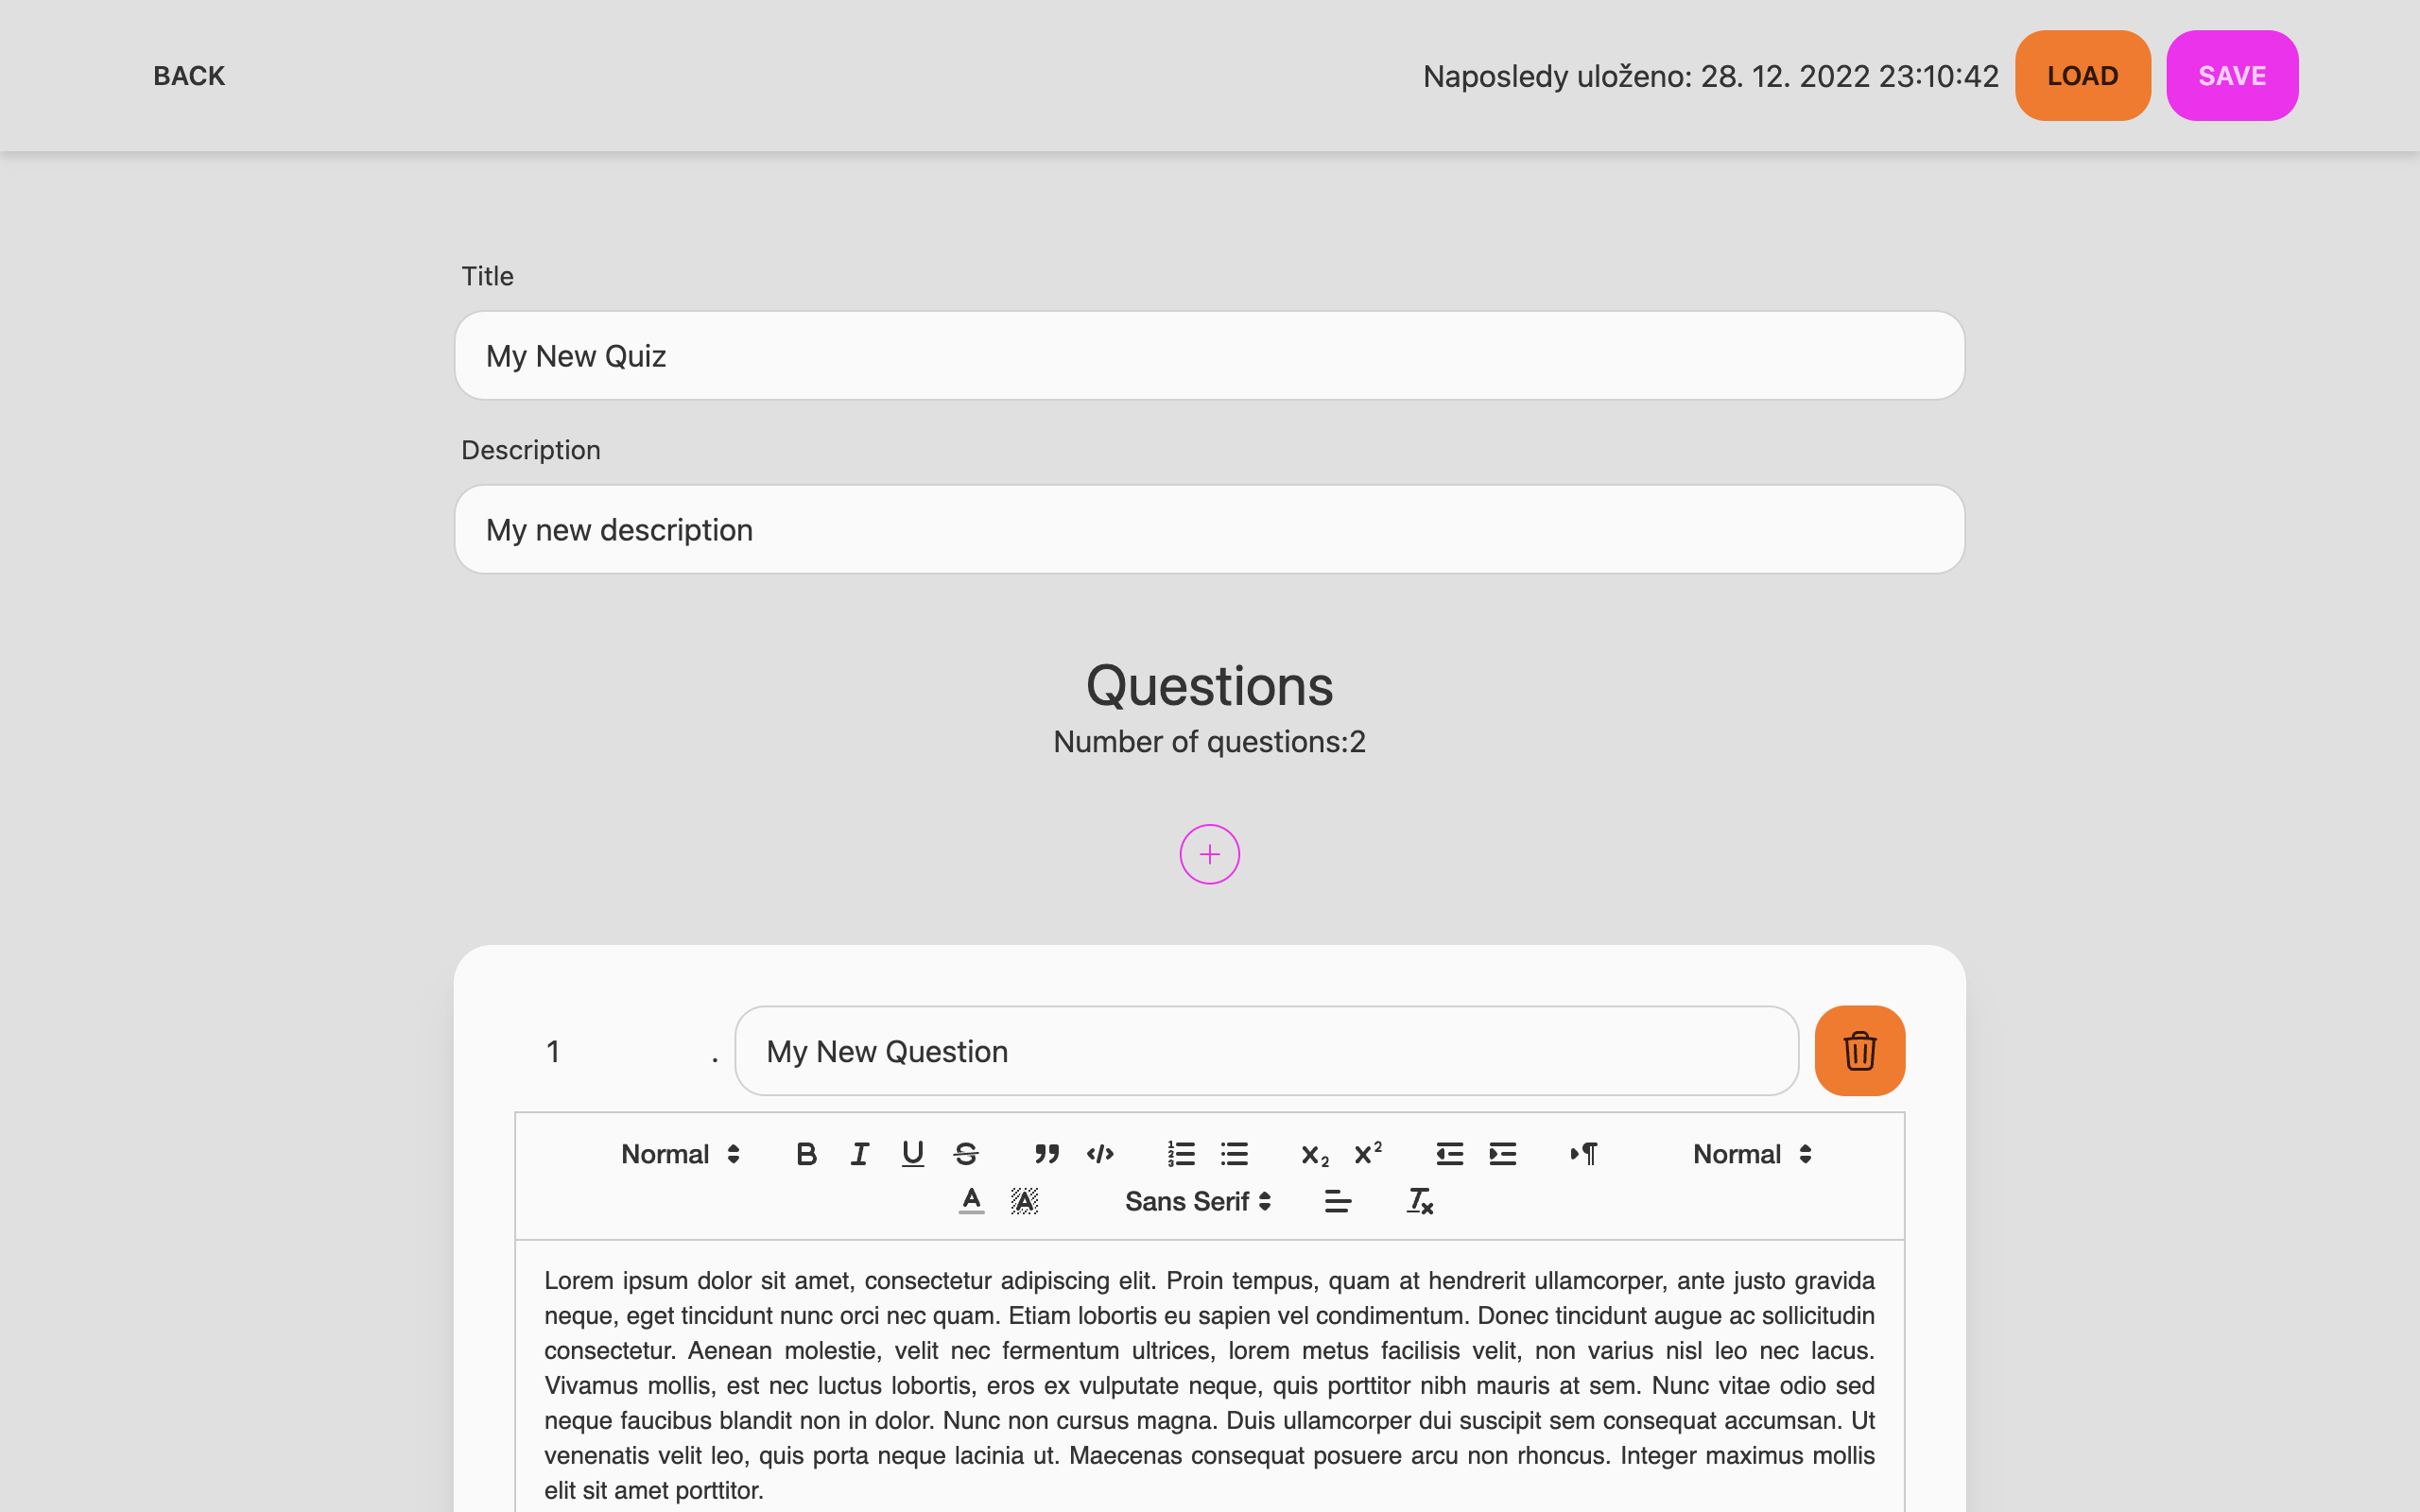 BACK
Naposledy uloženo: 28. 12. 2022 23:10:42
LOAD
SAVE
Title
My New Quiz
Description
My new description
Questions
Number of questions:2
1 .
My New Question
Normal
Normal
Sans Serif
Lorem ipsum dolor sit amet, consectetur adipiscing elit. Proin tempus, quam at hendrerit ullamcorper, ante justo gravida
neque, eget tincidunt nunc orci nec quam. Etiam lobortis eu sapien vel condimentum. Donec tincidunt augue ac sollicitudin
consectetur. Aenean molestie, velit nec fermentum ultrices, lorem metus facilisis velit, non varius nisl leo nec lacus.
Vivamus mollis, est nec luctus lobortis, eros ex vulputate neque, quis porttitor nibh mauris at sem. Nunc vitae odio sed
neque faucibus blandit non in dolor. Nunc non cursus magna. Duis ullamcorper dui suscipit sem consequat accumsan. Ut
venenatis velit leo, quis porta neque lacinia ut. Maecenas consequat posuere arcu non rhoncus. Integer maximus mollis
elit sit amet porttitor.